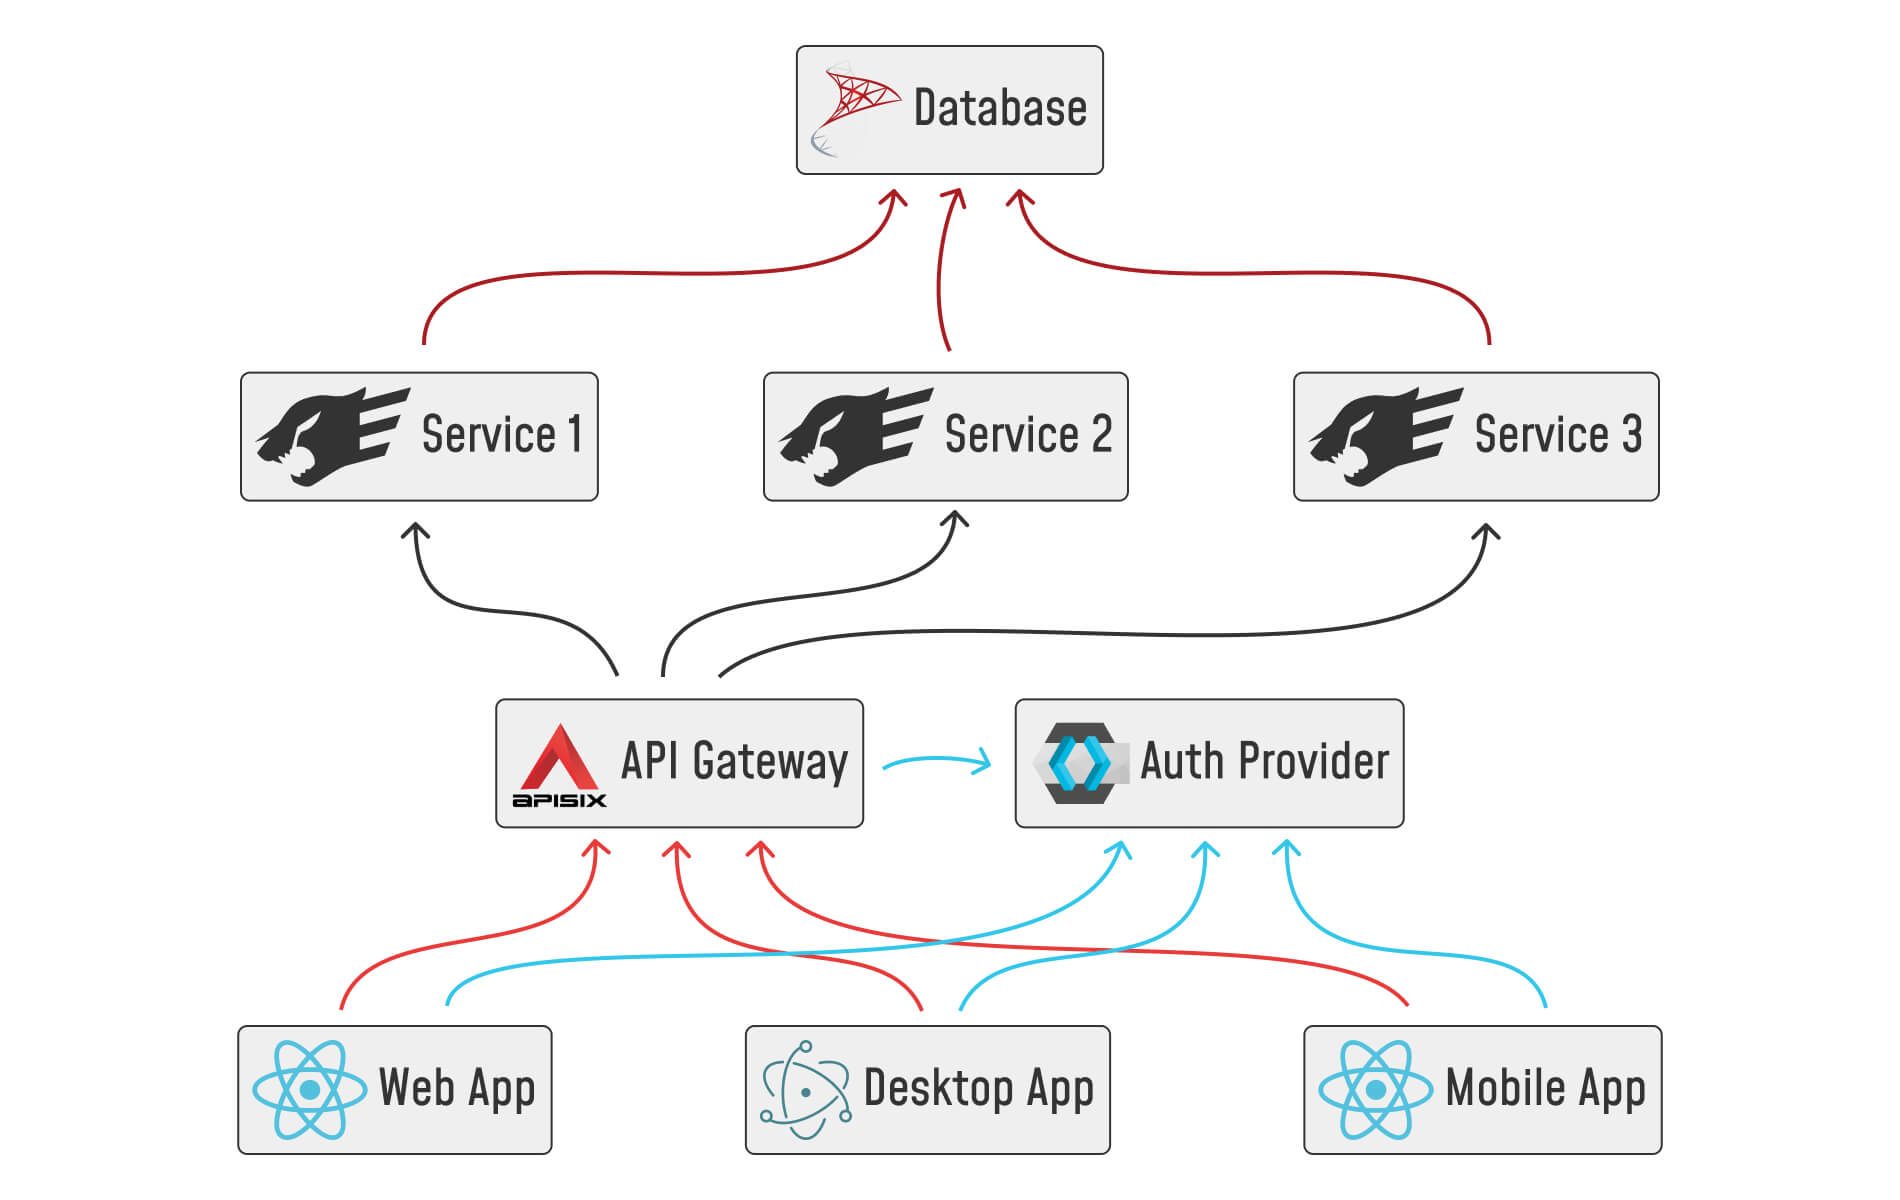 Database
Service 1
Service 2
Service 3
API Gateway
APISIX
Auth Provider
Web App
Desktop App
Mobile App